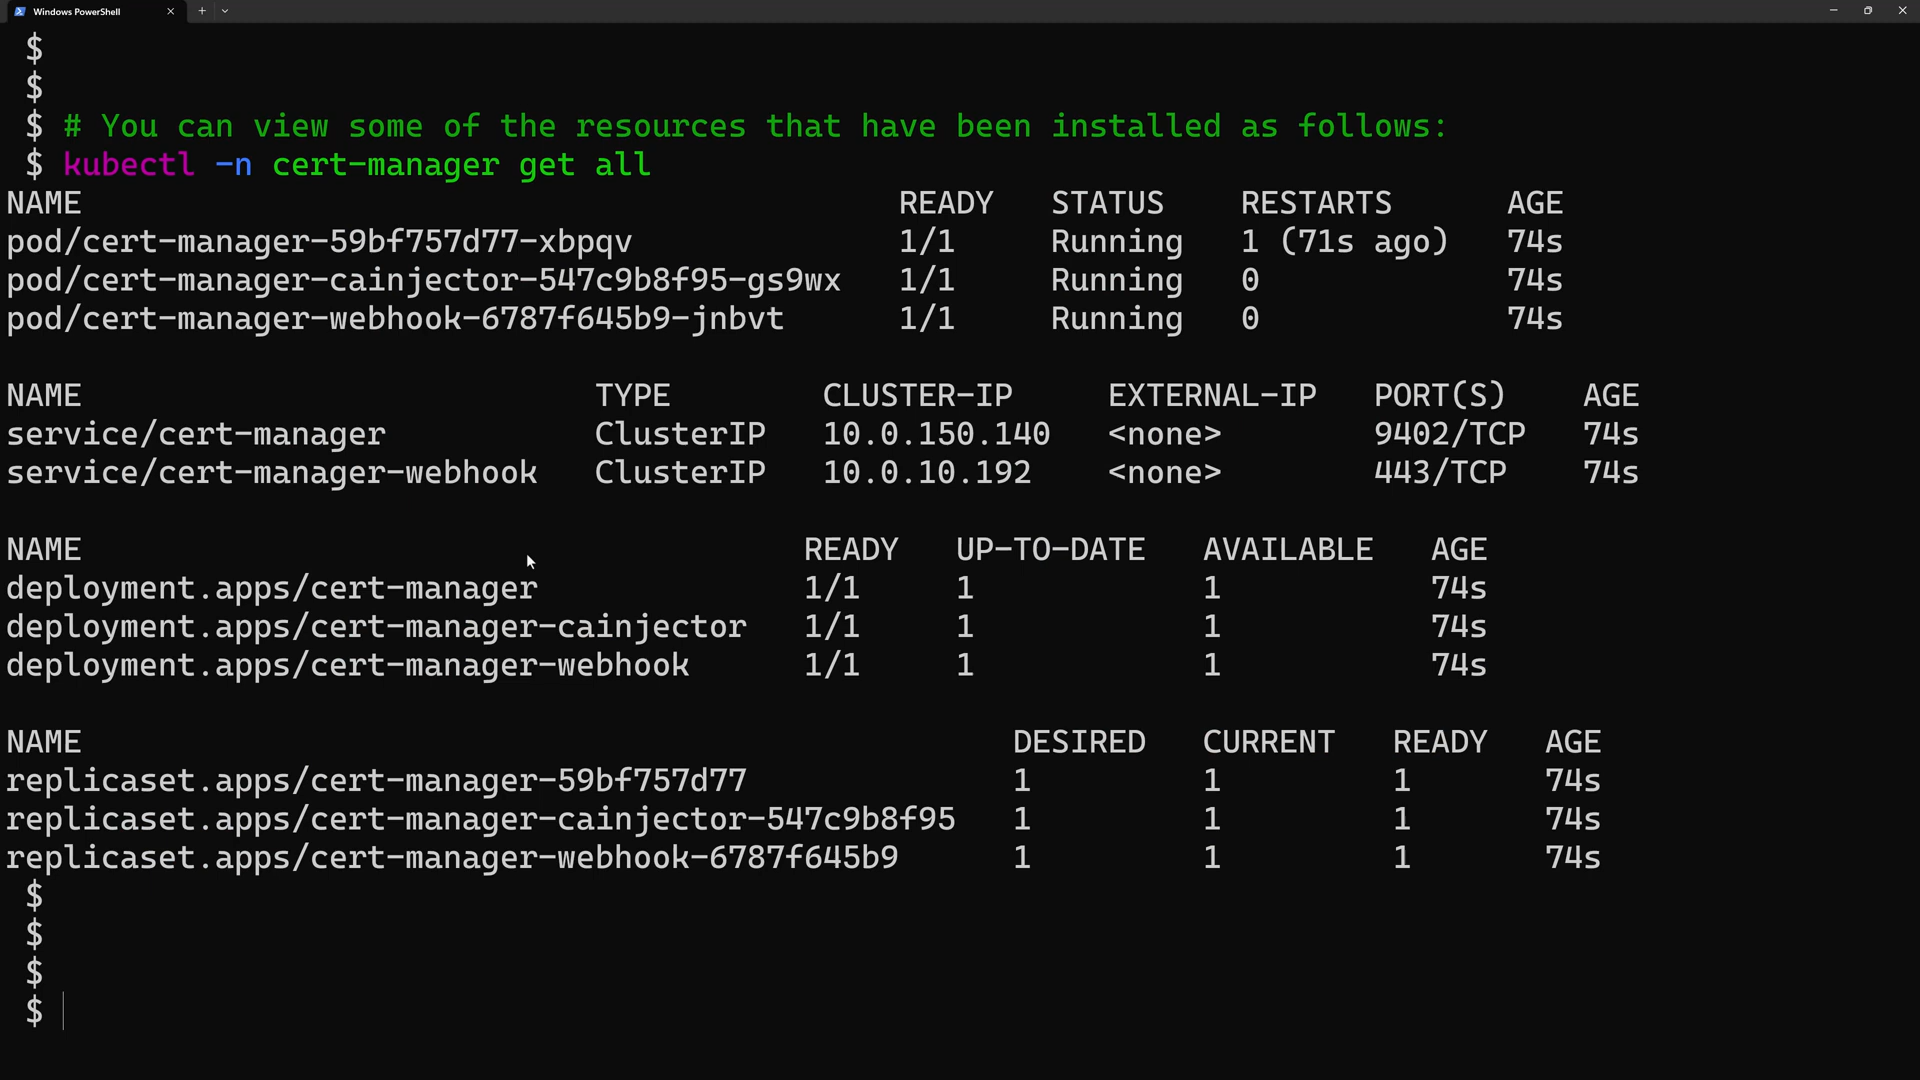 Windows PowerShell
$
$
$ # You can view some of the resources that have been installed as follows:
$ kubectl -n cert-manager get all
NAME READY STATUS RESTARTS AGE
pod/cert-manager-59bf757d77-xbpqv 1/1 Running 1 (71s ago) 74s
pod/cert-manager-cainjector-547c9b8f95-gs9wx 1/1 Running 0 74s
pod/cert-manager-webhook-6787f645b9-jnbvt 1/1 Running 0 74s
NAME TYPE CLUSTER-IP EXTERNAL-IP PORT(S) AGE
service/cert-manager ClusterIP 10.0.150.140 <none> 9402/TCP 74s
service/cert-manager-webhook ClusterIP 10.0.10.192 <none> 443/TCP 74s
NAME READY UP-TO-DATE AVAILABLE AGE
deployment.apps/cert-manager 1/1 1 1 74s
deployment.apps/cert-manager-cainjector 1/1 1 1 74s
deployment.apps/cert-manager-webhook 1/1 1 1 74s
NAME DESIRED CURRENT READY AGE
replicaset.apps/cert-manager-59bf757d77 1 1 1 74s
replicaset.apps/cert-manager-cainjector-547c9b8f95 1 1 1 74s
replicaset.apps/cert-manager-webhook-6787f645b9 1 1 1 74s
$
$
$
$